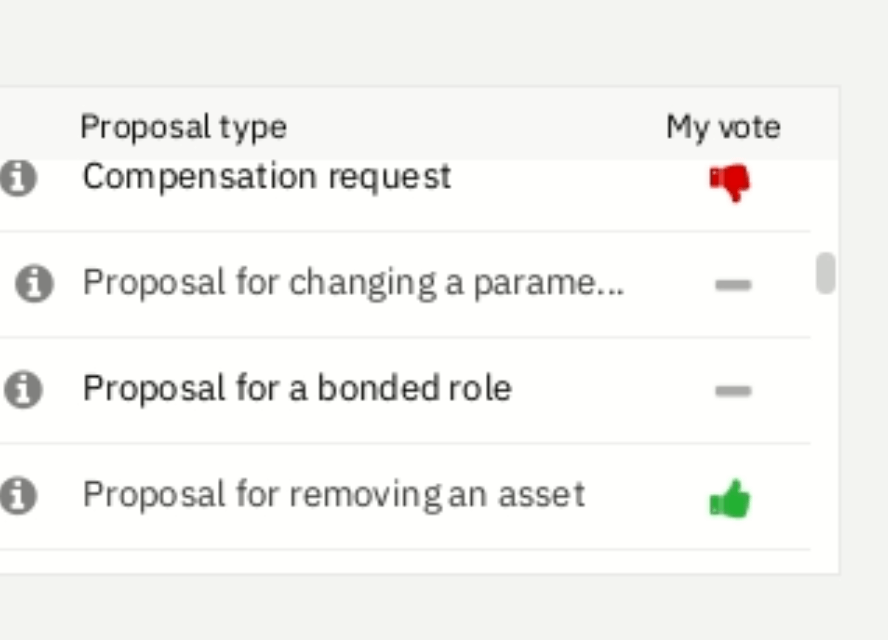 Proposal type My vote
Compensation request
Proposal for changing a parame...
Proposal for a bonded role
Proposal for removing an asset